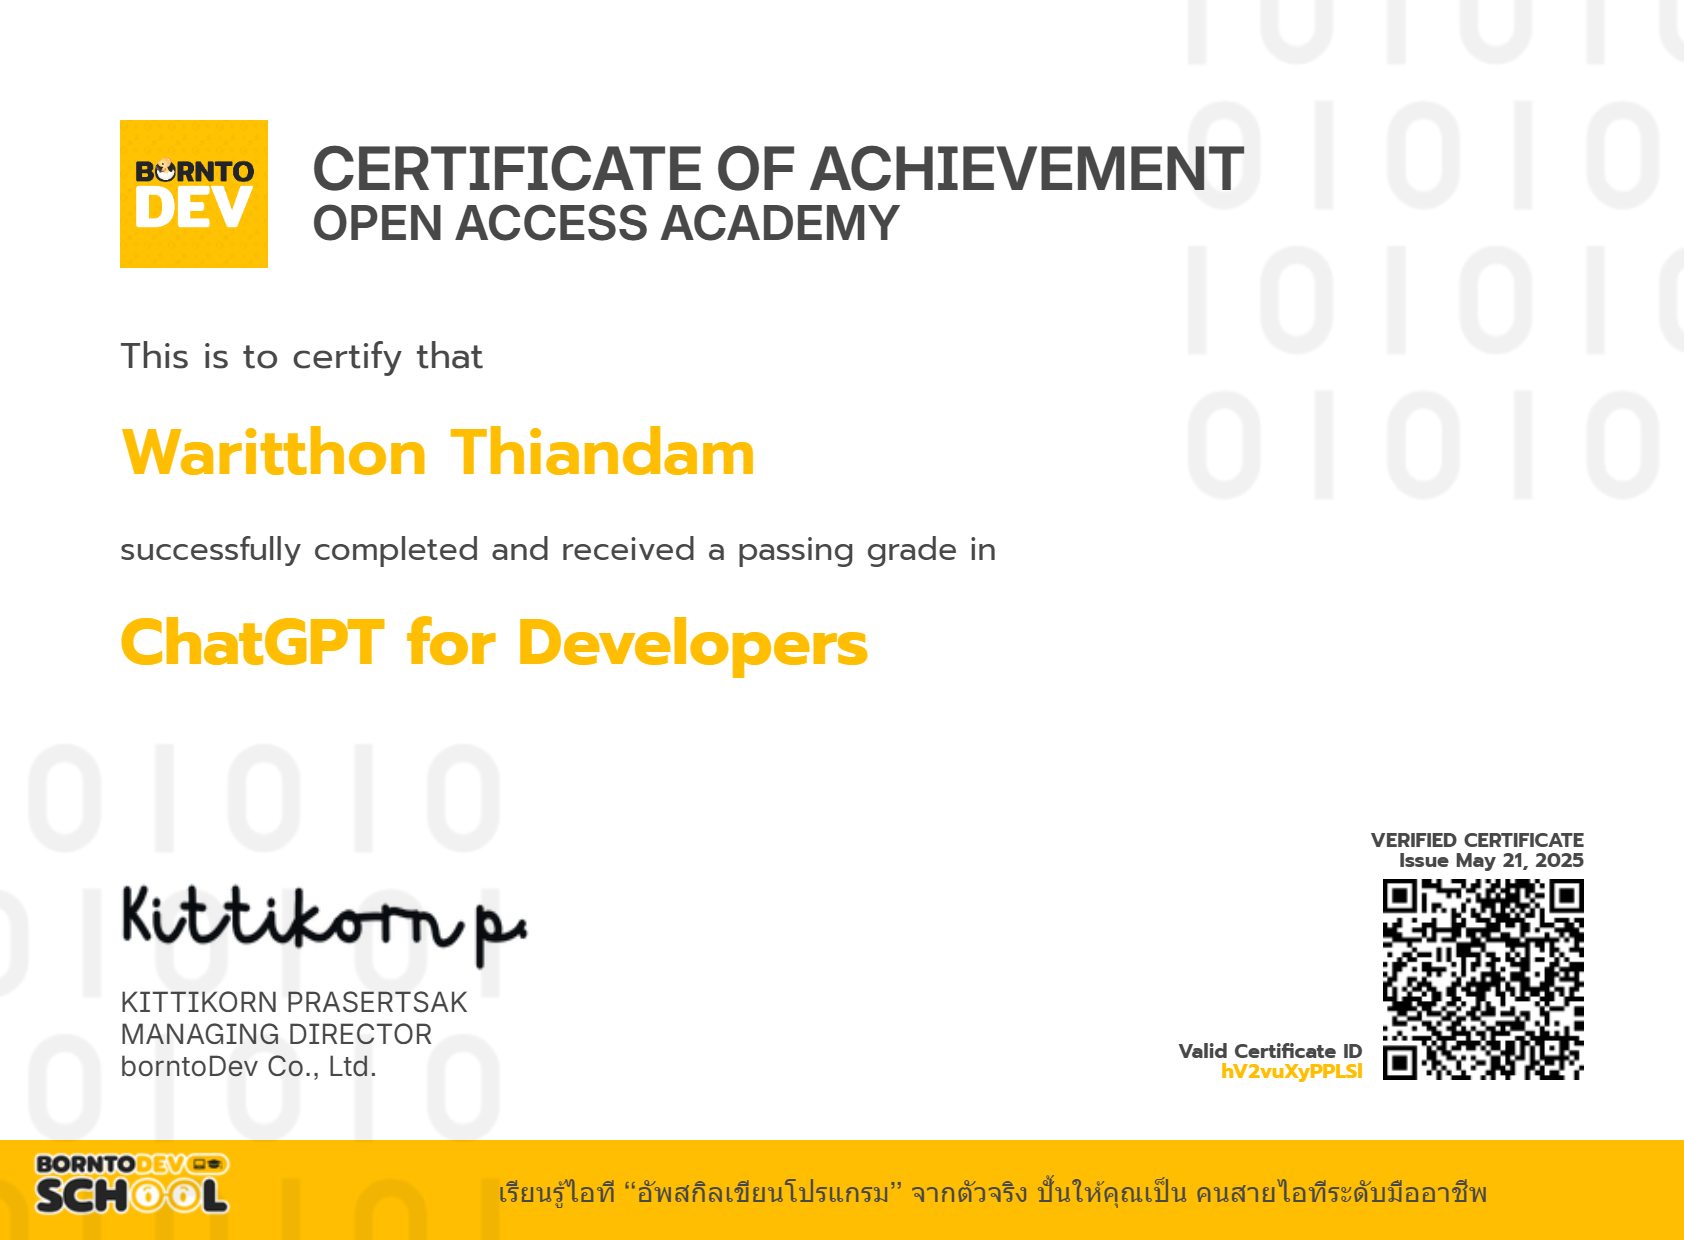 BORNTO
DEV
CERTIFICATE OF ACHIEVEMENT
OPEN ACCESS ACADEMY
This is to certify that
Waritthon Thiandam
successfully completed and received a passing grade in
ChatGPT for Developers
VERIFIED CERTIFICATE
Issue May 21, 2025
Kittikorn p.
KITTIKORN PRASERTSAK
MANAGING DIRECTOR
borntoDev Co., Ltd.
Valid Certificate ID
hV2vuXyPPLSl
BORNTODEV
SCHOOL
เรียนรู้ไอที “อัพสกิลเขียนโปรแกรม” จากตัวจริง ปั้นให้คุณเป็น คนสายไอทีระดับมืออาชีพ